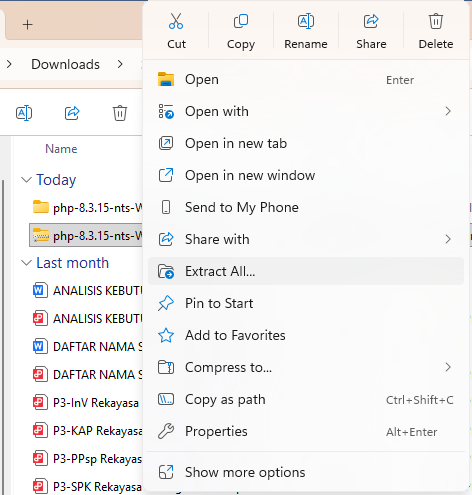 Cut Copy Rename Share Delete
Downloads
Open Enter
Open with
Open in new tab
Open in new window
Send to My Phone
Share with
Extract All...
Pin to Start
Add to Favorites
Compress to...
Copy as path Ctrl+Shift+C
Properties Alt+Enter
Show more options
Name
Today
php-8.3.15-nts-W
php-8.3.15-nts-W
Last month
ANALISIS KEBUTU
ANALISIS KEBUTU
DAFTAR NAMA S
DAFTAR NAMA S
P3-InV Rekayasa
P3-KAP Rekayasa
P3-PPsp Rekayasa
P3-SPK Rekayasa